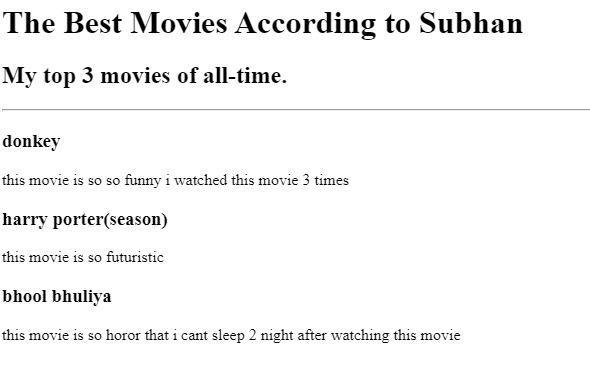 The Best Movies According to Subhan
My top 3 movies of all-time.
donkey
this movie is so so funny i watched this movie 3 times
harry porter(season)
this movie is so futuristic
bhool bhuliya
this movie is so horor that i cant sleep 2 night after watching this movie